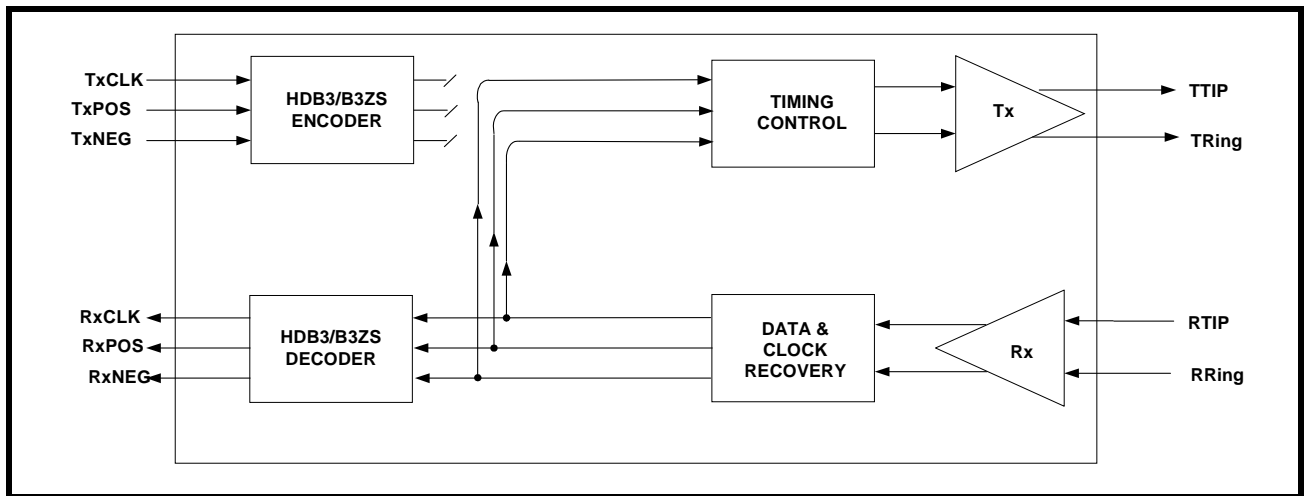 TxCLK
TxPOS
TxNEG
HDB3/B3ZS
ENCODER
TIMING
CONTROL
Tx
TTIP
TRing
RxCLK
RxPOS
RxNEG
HDB3/B3ZS
DECODER
DATA &
CLOCK
RECOVERY
Rx
RTIP
RRing